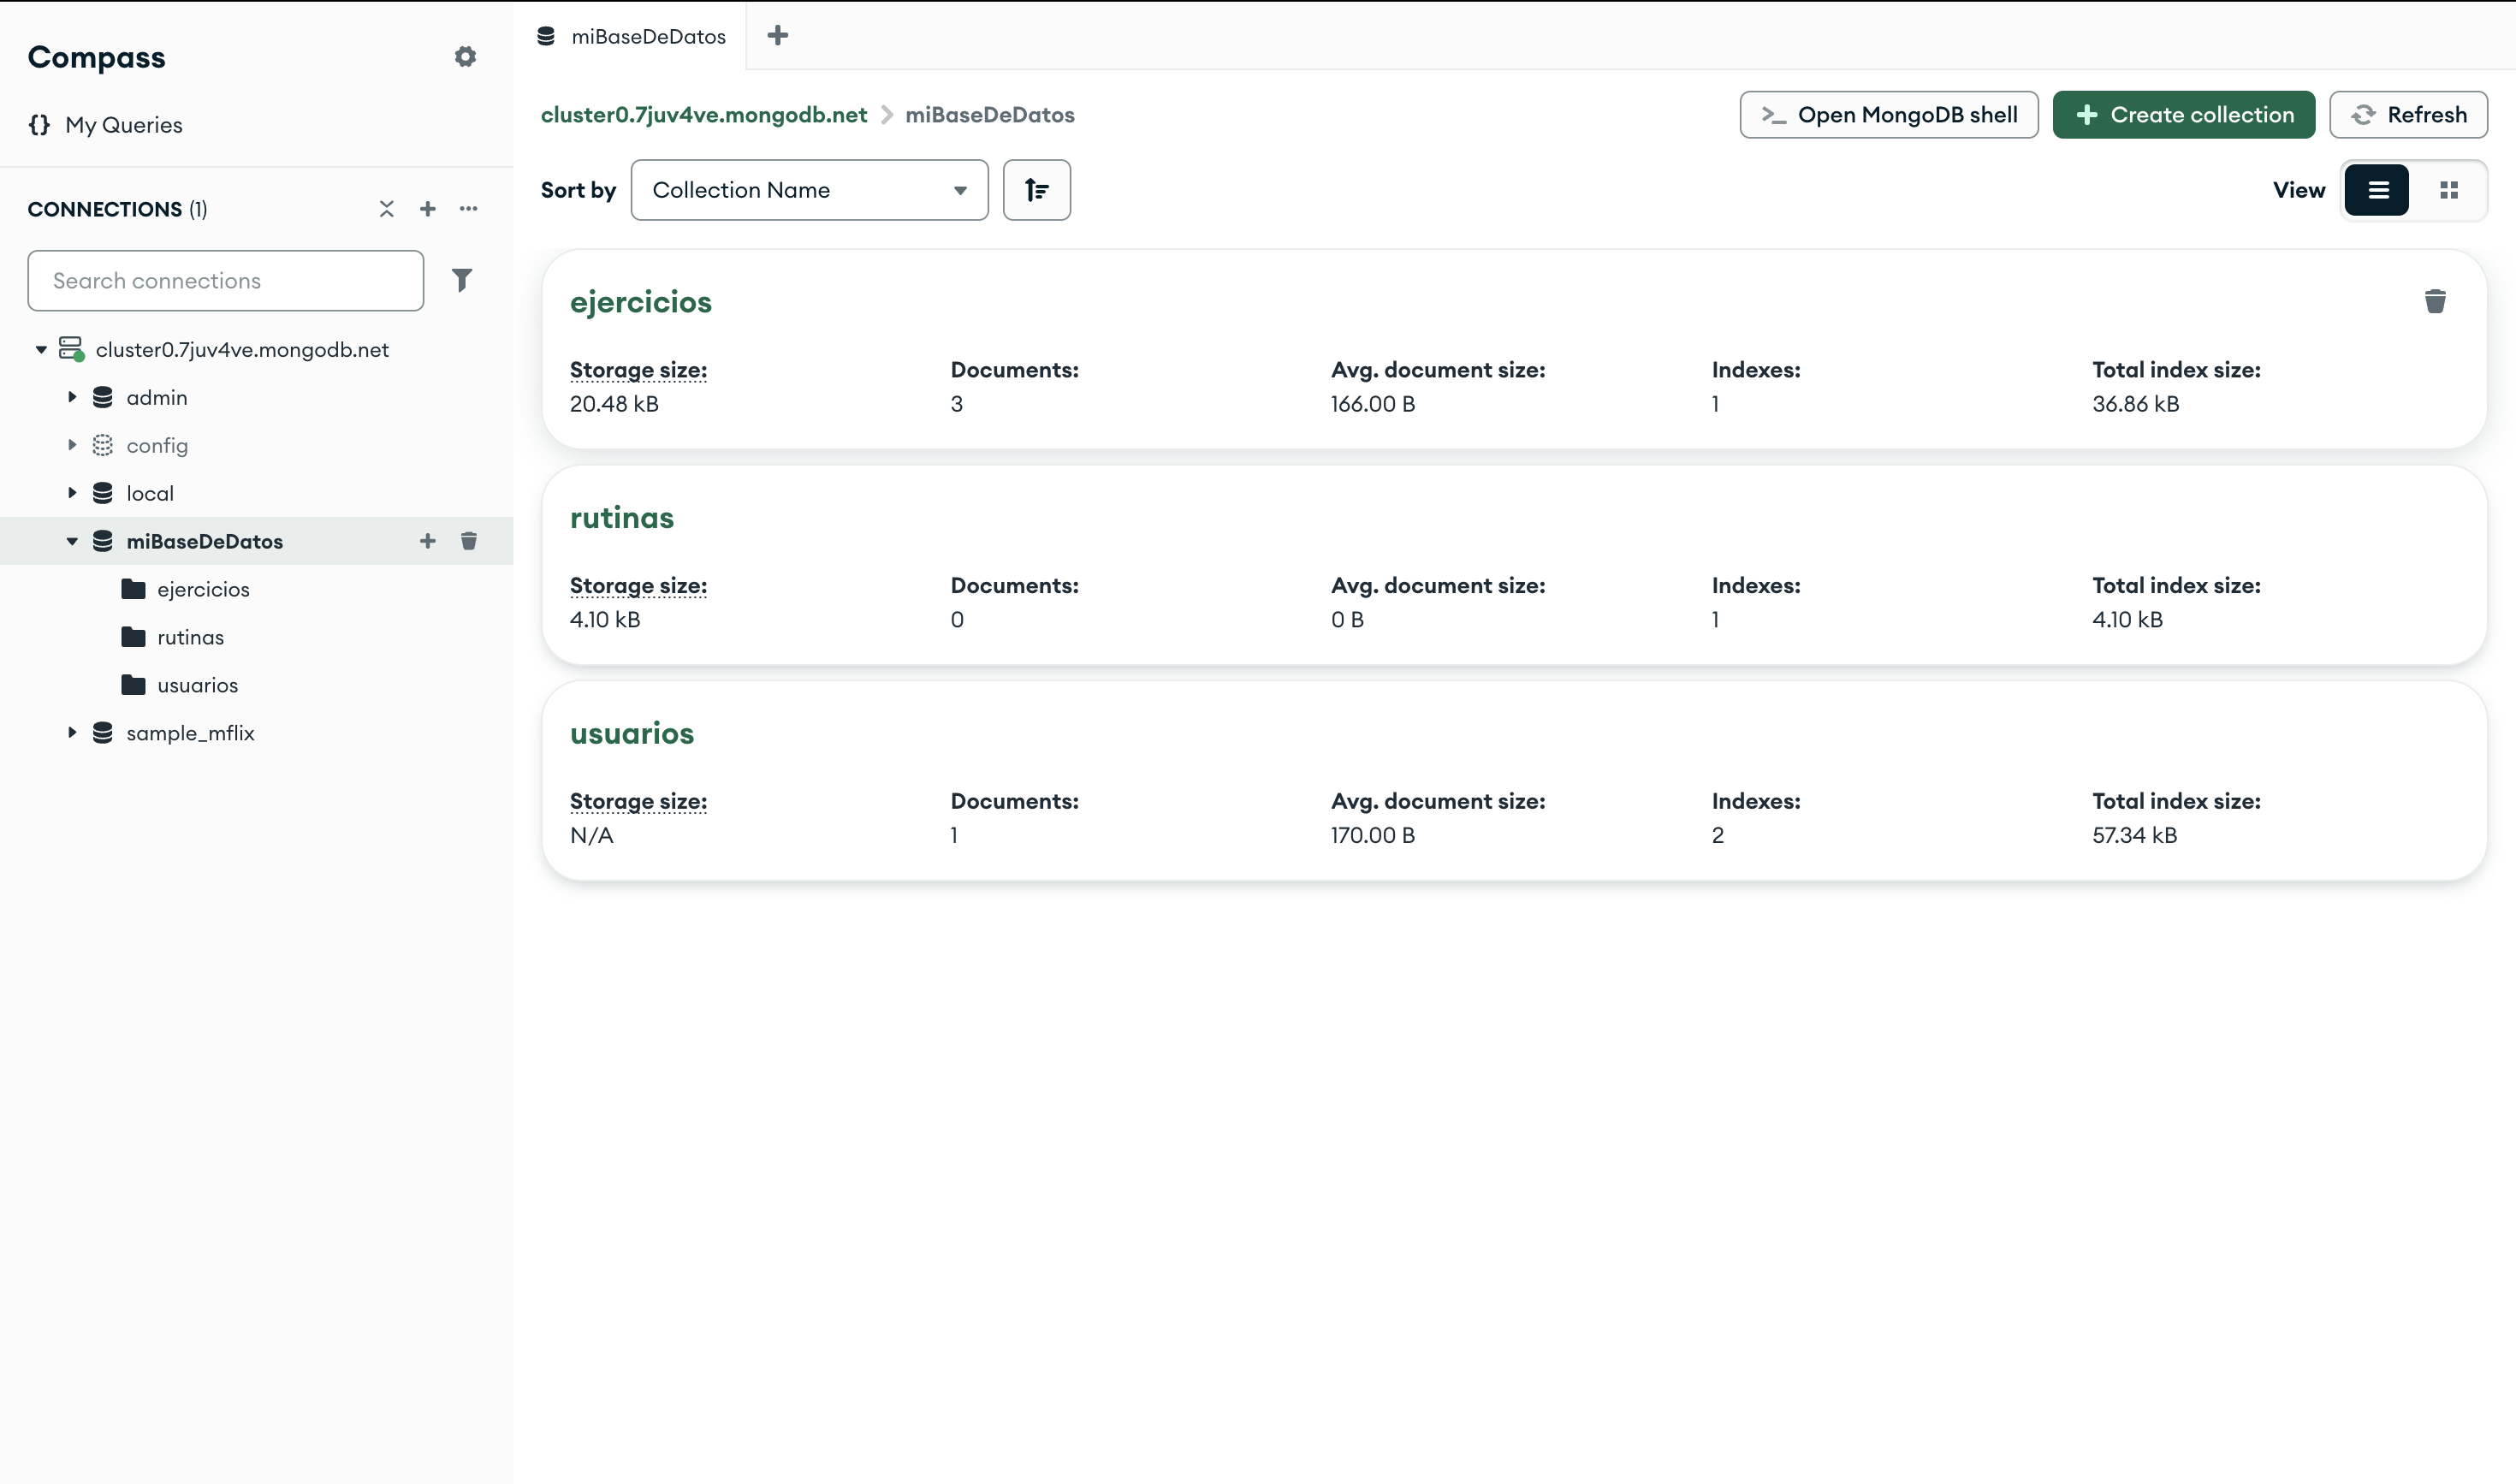 Compass
My Queries
CONNECTIONS (1)
Search connections
cluster0.7juv4ve.mongodb.net
admin
config
local
miBaseDeDatos
ejercicios
rutinas
usuarios
sample_mflix
miBaseDeDatos
cluster0.7juv4ve.mongodb.net miBaseDeDatos
Open MongoDB shell
Create collection
Refresh
Sort by Collection Name
View
ejercicios
Storage size: Documents: Avg. document size: Indexes: Total index size:
20.48 kB 3 166.00 B 1 36.86 kB
rutinas
Storage size: Documents: Avg. document size: Indexes: Total index size:
4.10 kB 0 0 B 1 4.10 kB
usuarios
Storage size: Documents: Avg. document size: Indexes: Total index size:
N/A 1 170.00 B 2 57.34 kB